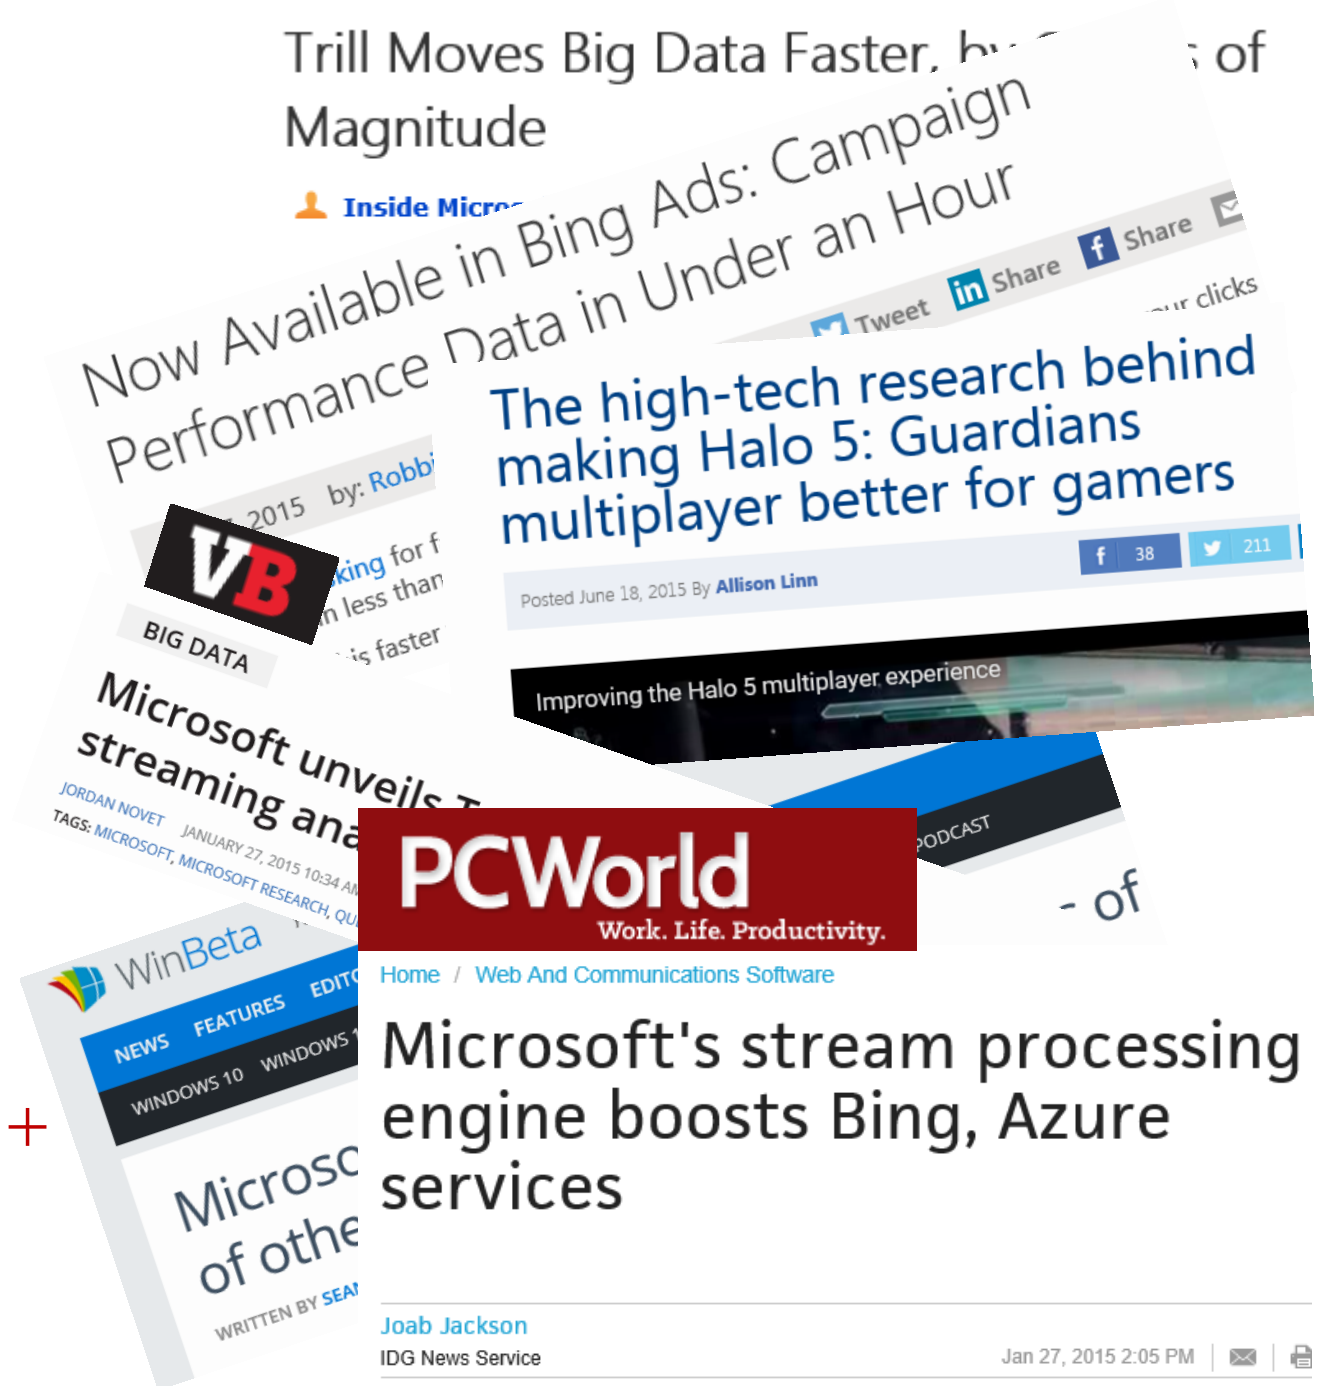 Trill Moves Big Data Faster, by of
Magnitude
Inside
Now Available in Bing Ads: Campaign
Performance Data in Under an Hour
Tweet
Share
Share
your clicks
2015 by:
for
in less than
is faster
The high-tech research behind
making Halo 5: Guardians
multiplayer better for gamers
38
211
Posted June 18, 2015 By Allison Linn
Improving the Halo 5 multiplayer experience
VB
BIG DATA
Microsoft unveils
streaming
JORDAN NOVET JANUARY 27, 2015 10:34 AM
TAGS: MICROSOFT, MICROSOFT RESEARCH,
PODCAST
of
WinBeta
NEWS FEATURES
WINDOWS 10 WINDOWS
of
WRITTEN BY
PCWorld
Work. Life. Productivity.
Home / Web And Communications Software
Microsoft's stream processing
engine boosts Bing, Azure
services
Joab Jackson
IDG News Service
Jan 27, 2015 2:05 PM